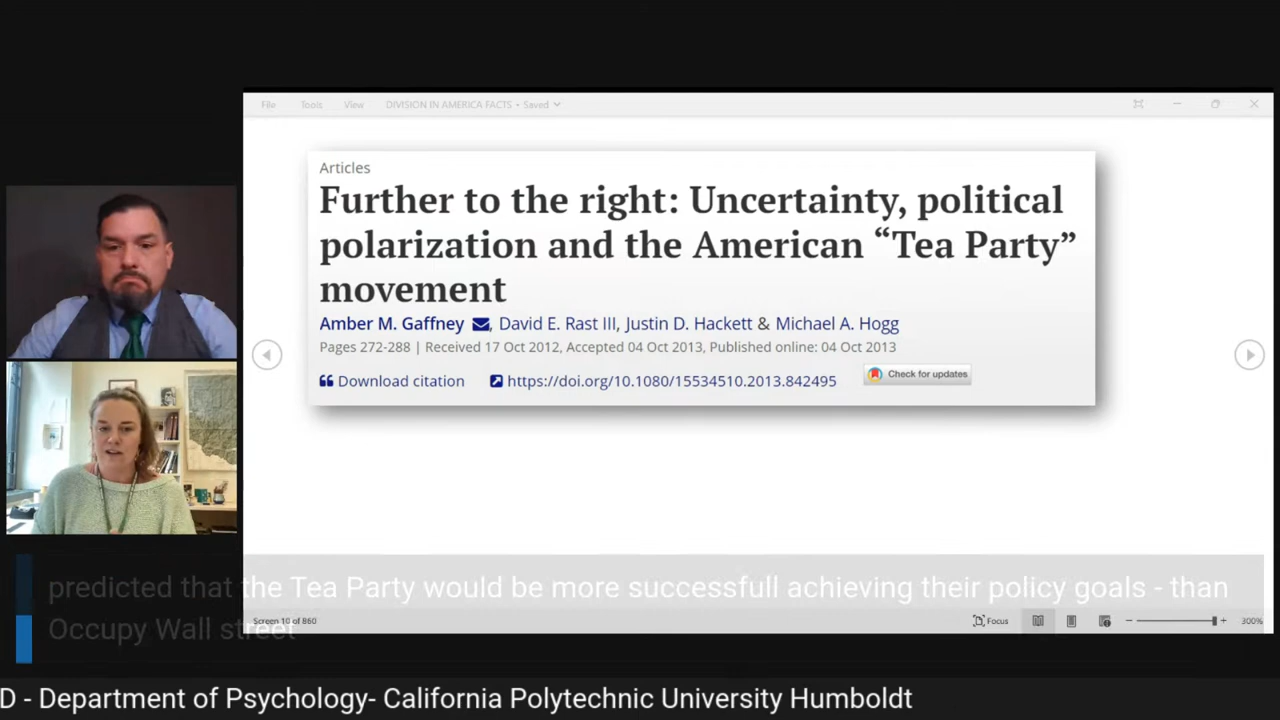 File Tools View DIVISION IN AMERICA FACTS • Saved
Articles
Further to the right: Uncertainty, political
polarization and the American “Tea Party”
movement
Amber M. Gaffney, David E. Rast III, Justin D. Hackett & Michael A. Hogg
Pages 272-288 | Received 17 Oct 2012, Accepted 04 Oct 2013, Published online: 04 Oct 2013
Download citation https://doi.org/10.1080/15534510.2013.842495 Check for updates
predicted that the Tea Party would be more successfull achieving their policy goals - than
Occupy Wall street
Screen 10 of 860 Focus 300%
D - Department of Psychology- California Polytechnic University Humboldt